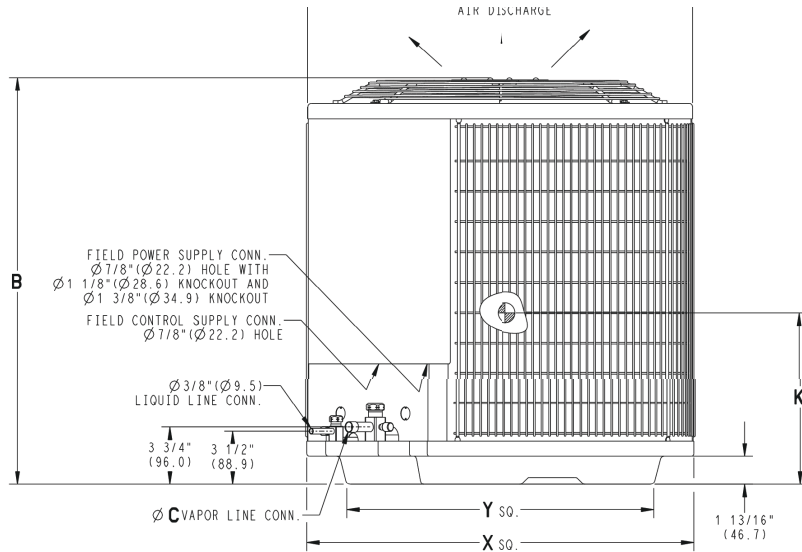 AIR DISCHARGE
B
FIELD POWER SUPPLY CONN.
Ø7/8"(Ø22.2) HOLE WITH
Ø1 1/8"(Ø28.6) KNOCKOUT AND
Ø1 3/8"(Ø34.9) KNOCKOUT
FIELD CONTROL SUPPLY CONN.
Ø7/8"(Ø22.2) HOLE
K
Ø3/8"(Ø9.5)
LIQUID LINE CONN.
3 3/4"
(96.0)
3 1/2"
(88.9)
Ø C VAPOR LINE CONN.
Y SQ.
X SQ.
1 13/16"
(46.7)